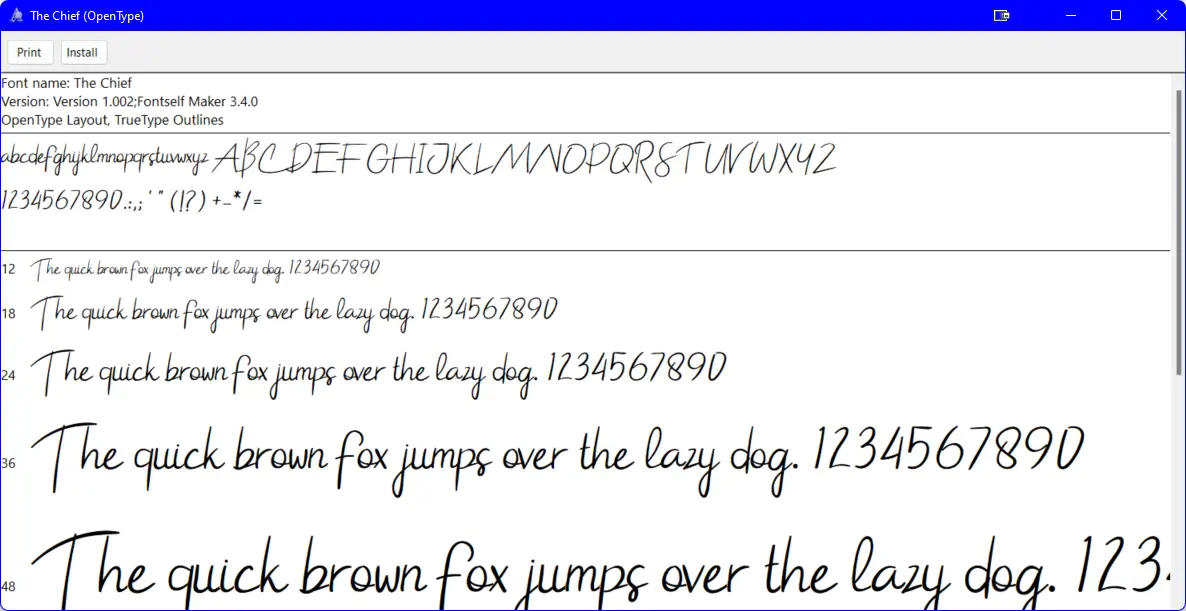 The Chief (OpenType)
Print Install
Font name: The Chief
Version: Version 1.002;Fontself Maker 3.4.0
OpenType Layout, TrueType Outlines
abcdefghijklmnopqrstuvwxyz ABCDEFGHIJKLMNOPQRSTUVWXYZ
1234567890.:,; ' " (!?) +-*/=
12 The quick brown fox jumps over the lazy dog. 1234567890
18 The quick brown fox jumps over the lazy dog. 1234567890
24 The quick brown fox jumps over the lazy dog. 1234567890
36 The quick brown fox jumps over the lazy dog. 1234567890
48 The quick brown fox jumps over the lazy dog. 123